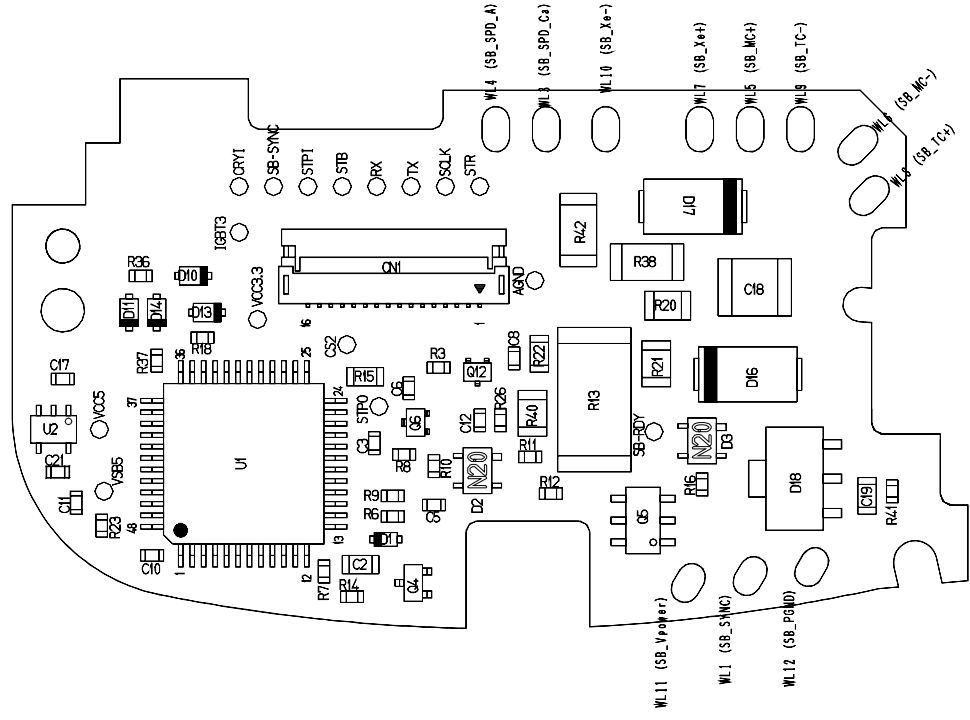 WL4 (SB_SPD_A)
WL3 (SB_SPD_Ca)
WL10 (SB_Xe-)
WL7 (SB_Xe+)
WL5 (SB_MC+)
WL9 (SB_TC-)
WL6 (SB_MC-)
WL8 (SB_TC+)
CRYI
SB-SYNC
STPI
STB
RX
TX
SCLK
STR
IGBT3
VCC3.3
CN1
AGND
16
1
R42
D17
R38
C18
R20
R36
D10
D11
D14
D13
R18
R37
C17
36
25
CS2
R15
R3
C6
Q12
C8
R22
R21
D16
R13
37
24
VCC5
U2
STPO
Q6
C12
R26
R40
SB-RDY
N20
D3
C21
U1
C3
R8
R10
N20
D2
R11
R12
R16
D18
VSB5
C11
R23
48
13
R9
R6
C5
Q5
C19
R41
C10
1
12
D1
C2
R7
R14
Q4
WL11 (SB_Vpower)
WL1 (SB_SYNC)
WL12 (SB_PGND)